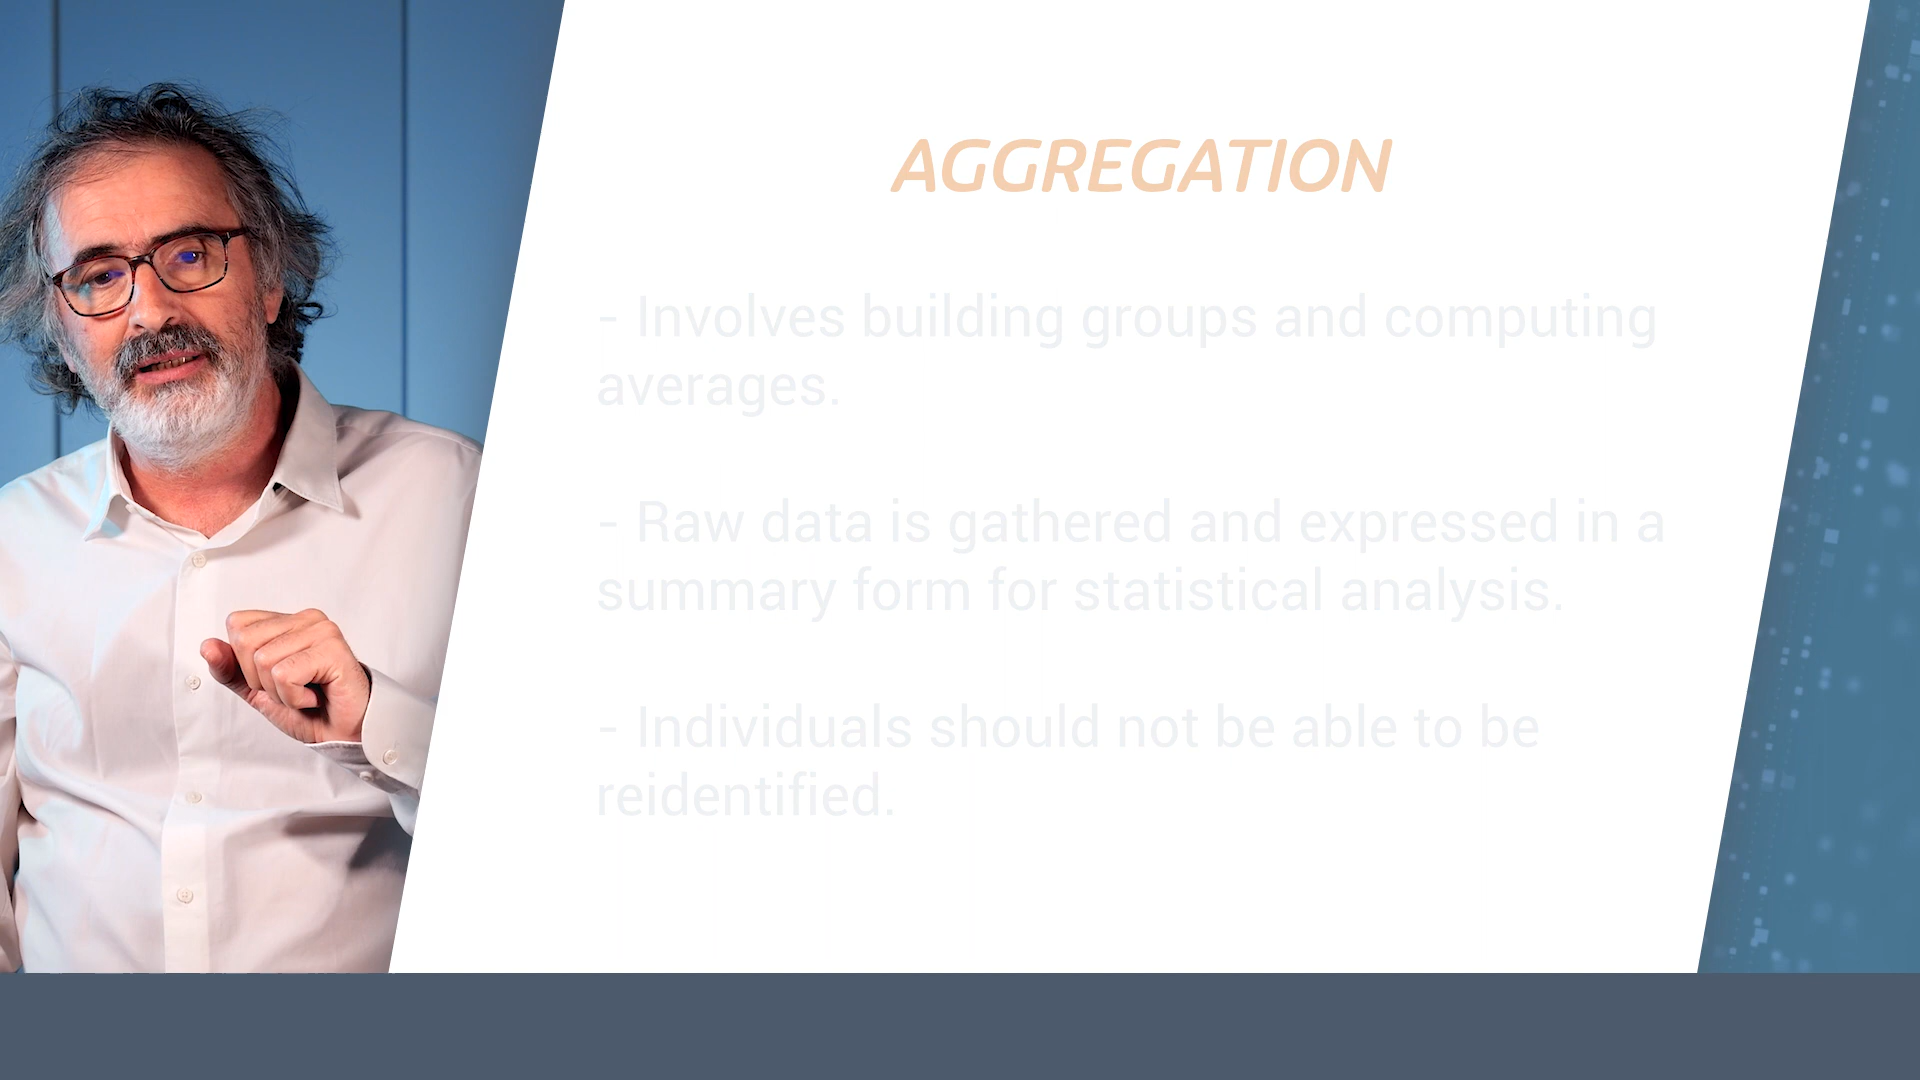 AGGREGATION
- Involves building groups and computing
averages.
- Raw data is gathered and expressed in a
summary form for statistical analysis.
- Individuals should not be able to be
reidentified.